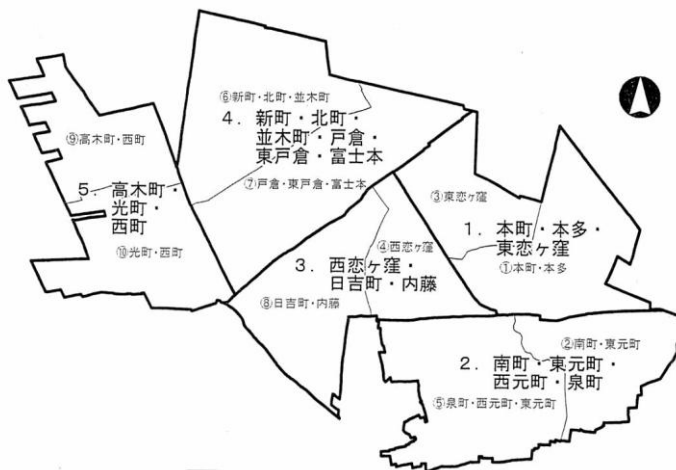 ⑥新町・北町・並木町
4. 新町・北町・
並木町・戸倉・
東戸倉・富士本
⑦戸倉・東戸倉・富士本
⑨高木町・西町
5. 高木町・
光町・
西町
⑩光町・西町
③東恋ヶ窪
1. 本町・本多・
東恋ヶ窪
①本町・本多
④西恋ヶ窪
3. 西恋ヶ窪・
日吉町・内藤
⑧日吉町・内藤
②南町・東元町
2. 南町・東元町・
西元町・泉町
⑤泉町・西元町・東元町